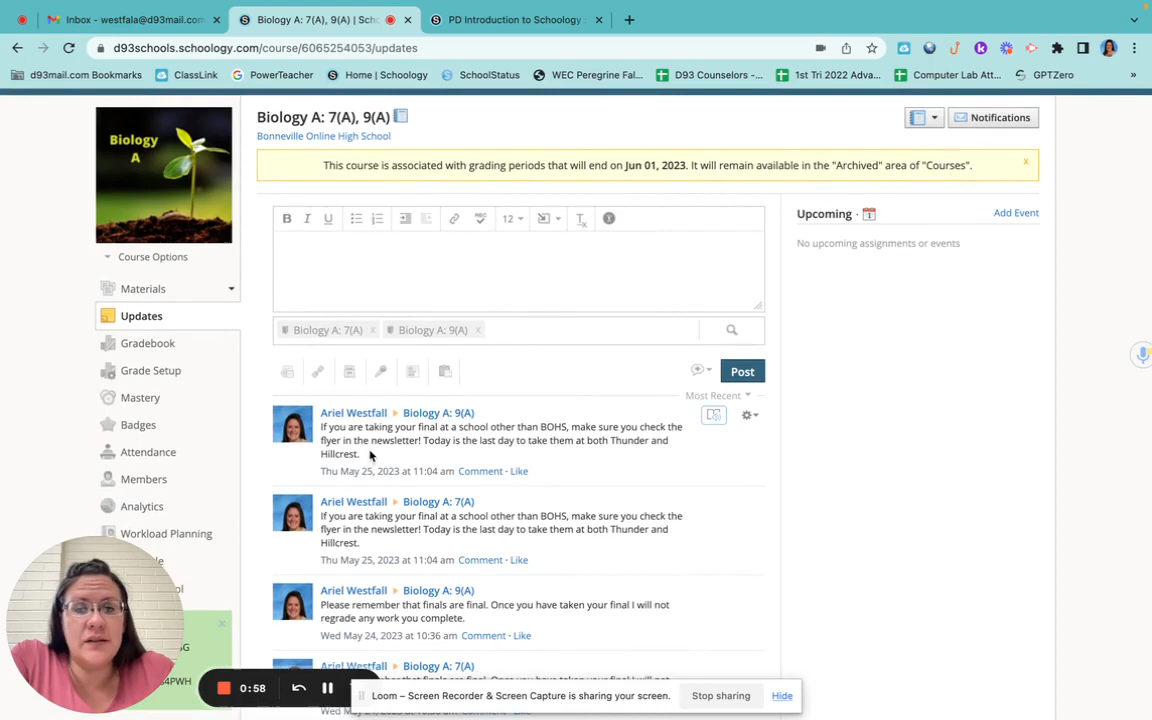 Inbox - westfala@d93mail.com
Biology A: 7(A), 9(A) | Sch
PD Introduction to Schoology
d93schools.schoology.com/course/6065254053/updates
d93mail.com Bookmarks
ClassLink
PowerTeacher
Home | Schoology
SchoolStatus
WEC Peregrine Fal...
D93 Counselors -...
1st Tri 2022 Adva...
Computer Lab Att...
GPTZero
Biology
A
Biology A: 7(A), 9(A)
Bonneville Online High School
Notifications
This course is associated with grading periods that will end on Jun 01, 2023. It will remain available in the "Archived" area of "Courses".
Course Options
Materials
Updates
Gradebook
Grade Setup
Mastery
Badges
Attendance
Members
Analytics
Workload Planning
B I U
12
Biology A: 7(A) x
Biology A: 9(A) x
Post
Most Recent
Upcoming
Add Event
No upcoming assignments or events
Ariel Westfall Biology A: 9(A)
If you are taking your final at a school other than BOHS, make sure you check the
flyer in the newsletter! Today is the last day to take them at both Thunder and
Hillcrest.
Thu May 25, 2023 at 11:04 am Comment · Like
Ariel Westfall Biology A: 7(A)
If you are taking your final at a school other than BOHS, make sure you check the
flyer in the newsletter! Today is the last day to take them at both Thunder and
Hillcrest.
Thu May 25, 2023 at 11:04 am Comment · Like
Ariel Westfall Biology A: 9(A)
Please remember that finals are final. Once you have taken your final I will not
regrade any work you complete.
Wed May 24, 2023 at 10:36 am Comment · Like
Ariel Westfall Biology A: 7(A)
0:58
Loom – Screen Recorder & Screen Capture is sharing your screen.
Stop sharing
Hide
4PWH